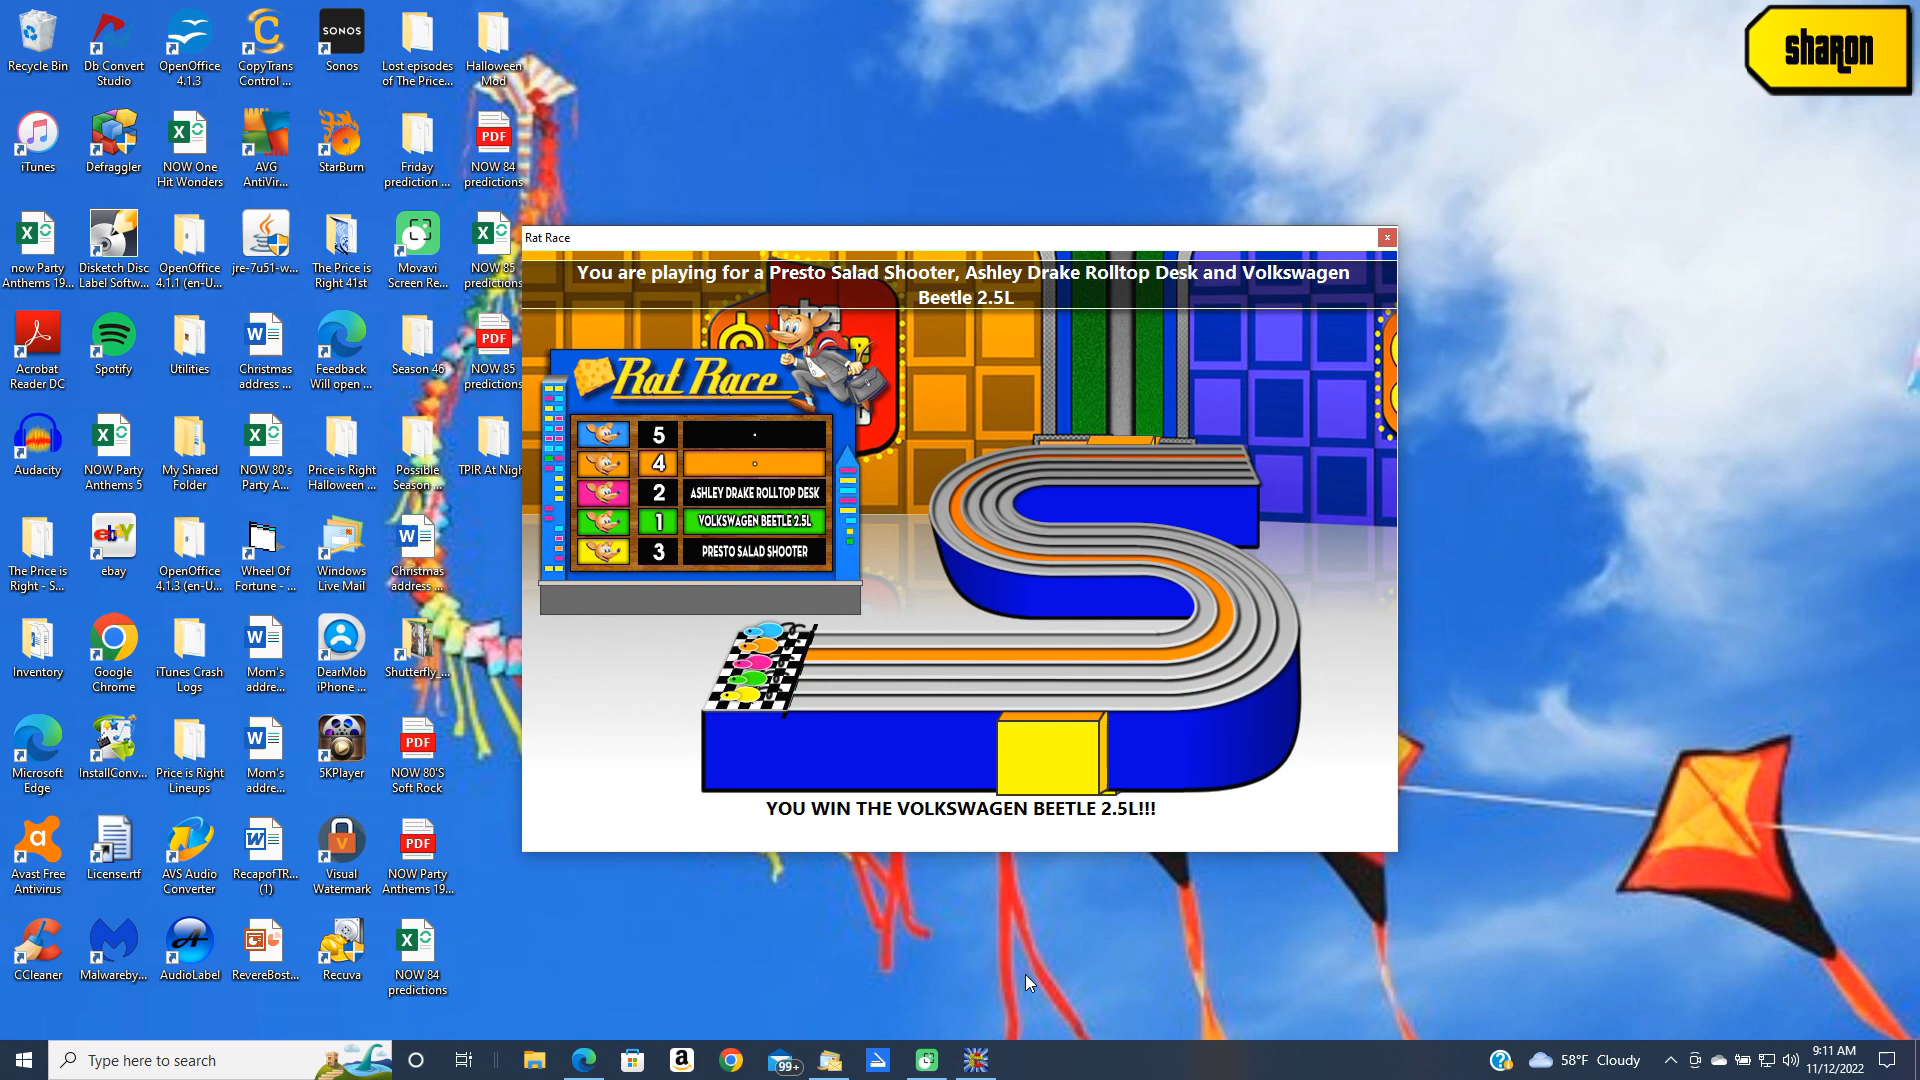 Recycle Bin
Db Convert
Studio
OpenOffice
4.1.3
CopyTrans
Control ...
SONOS
Sonos
Lost episodes
of The Price...
Halloween
Mod
sharon
iTunes
Defraggler
NOW One
Hit Wonders
AVG
AntiVir...
StarBurn
Friday
prediction ...
PDF
NOW 84
predictions
now Party
Anthems 19...
Disketch Disc
Label Softw...
OpenOffice
4.1.1 (en-U...
jre-7u51-w...
The Price is
Right 41st
Movavi
Screen Re...
NOW 85
predictions
Acrobat
Reader DC
Spotify
Utilities
Christmas
address ...
Feedback
Will open ...
Season 46
PDF
NOW 85
predictions
Audacity
NOW Party
Anthems 5
My Shared
Folder
NOW 80's
Party A...
Price is Right
Halloween ...
Possible
Season ...
TPIR At Nigh
The Price is
Right - S...
ebay
ebay
OpenOffice
4.1.3 (en-U...
Wheel Of
Fortune - ...
Windows
Live Mail
Christmas
address ...
Inventory
Google
Chrome
iTunes Crash
Logs
Mom's
addre...
DearMob
iPhone ...
Shutterfly_...
Microsoft
Edge
InstallConv...
Price is Right
Lineups
Mom's
addre...
5KPlayer
PDF
NOW 80'S
Soft Rock
Avast Free
Antivirus
License.rtf
AVS Audio
Converter
RecapofTR...
(1)
Visual
Watermark
PDF
NOW Party
Anthems 19...
CCleaner
Malwareby...
AudioLabel
RevereBost...
Recuva
NOW 84
predictions
Rat Race
x
You are playing for a Presto Salad Shooter, Ashley Drake Rolltop Desk and Volkswagen
Beetle 2.5L
Rat Race
5
4
2 ASHLEY DRAKE ROLLTOP DESK
1 VOLKSWAGEN BEETLE 2.5L
3 PRESTO SALAD SHOOTER
YOU WIN THE VOLKSWAGEN BEETLE 2.5L!!!
Type here to search
99+
58°F Cloudy
9:11 AM
11/12/2022